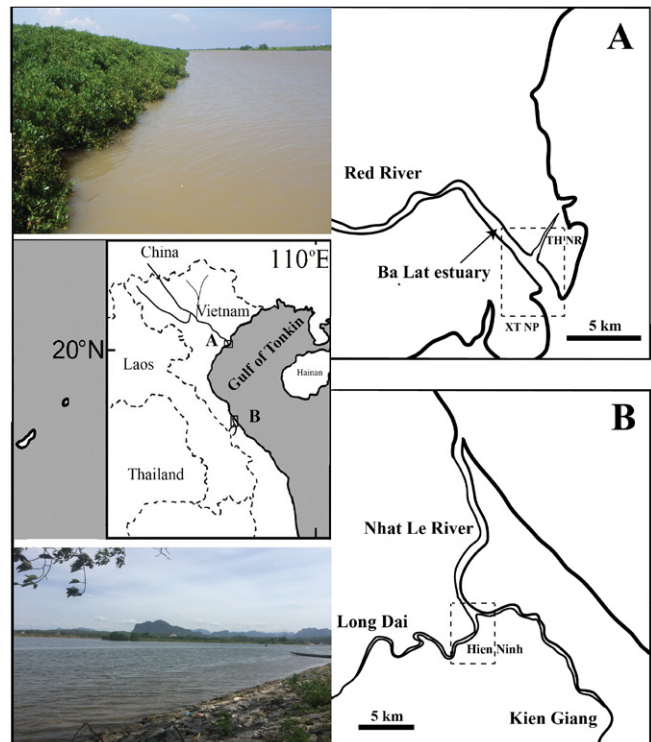 A
Red River
TH NR
Ba Lat estuary
XT NP
5 km
110°E
China
Vietnam
20°N
A
Gulf of Tonkin
Laos
Hainan
B
Thailand
B
Nhat Le River
Long Dai
Hien Ninh
5 km
Kien Giang